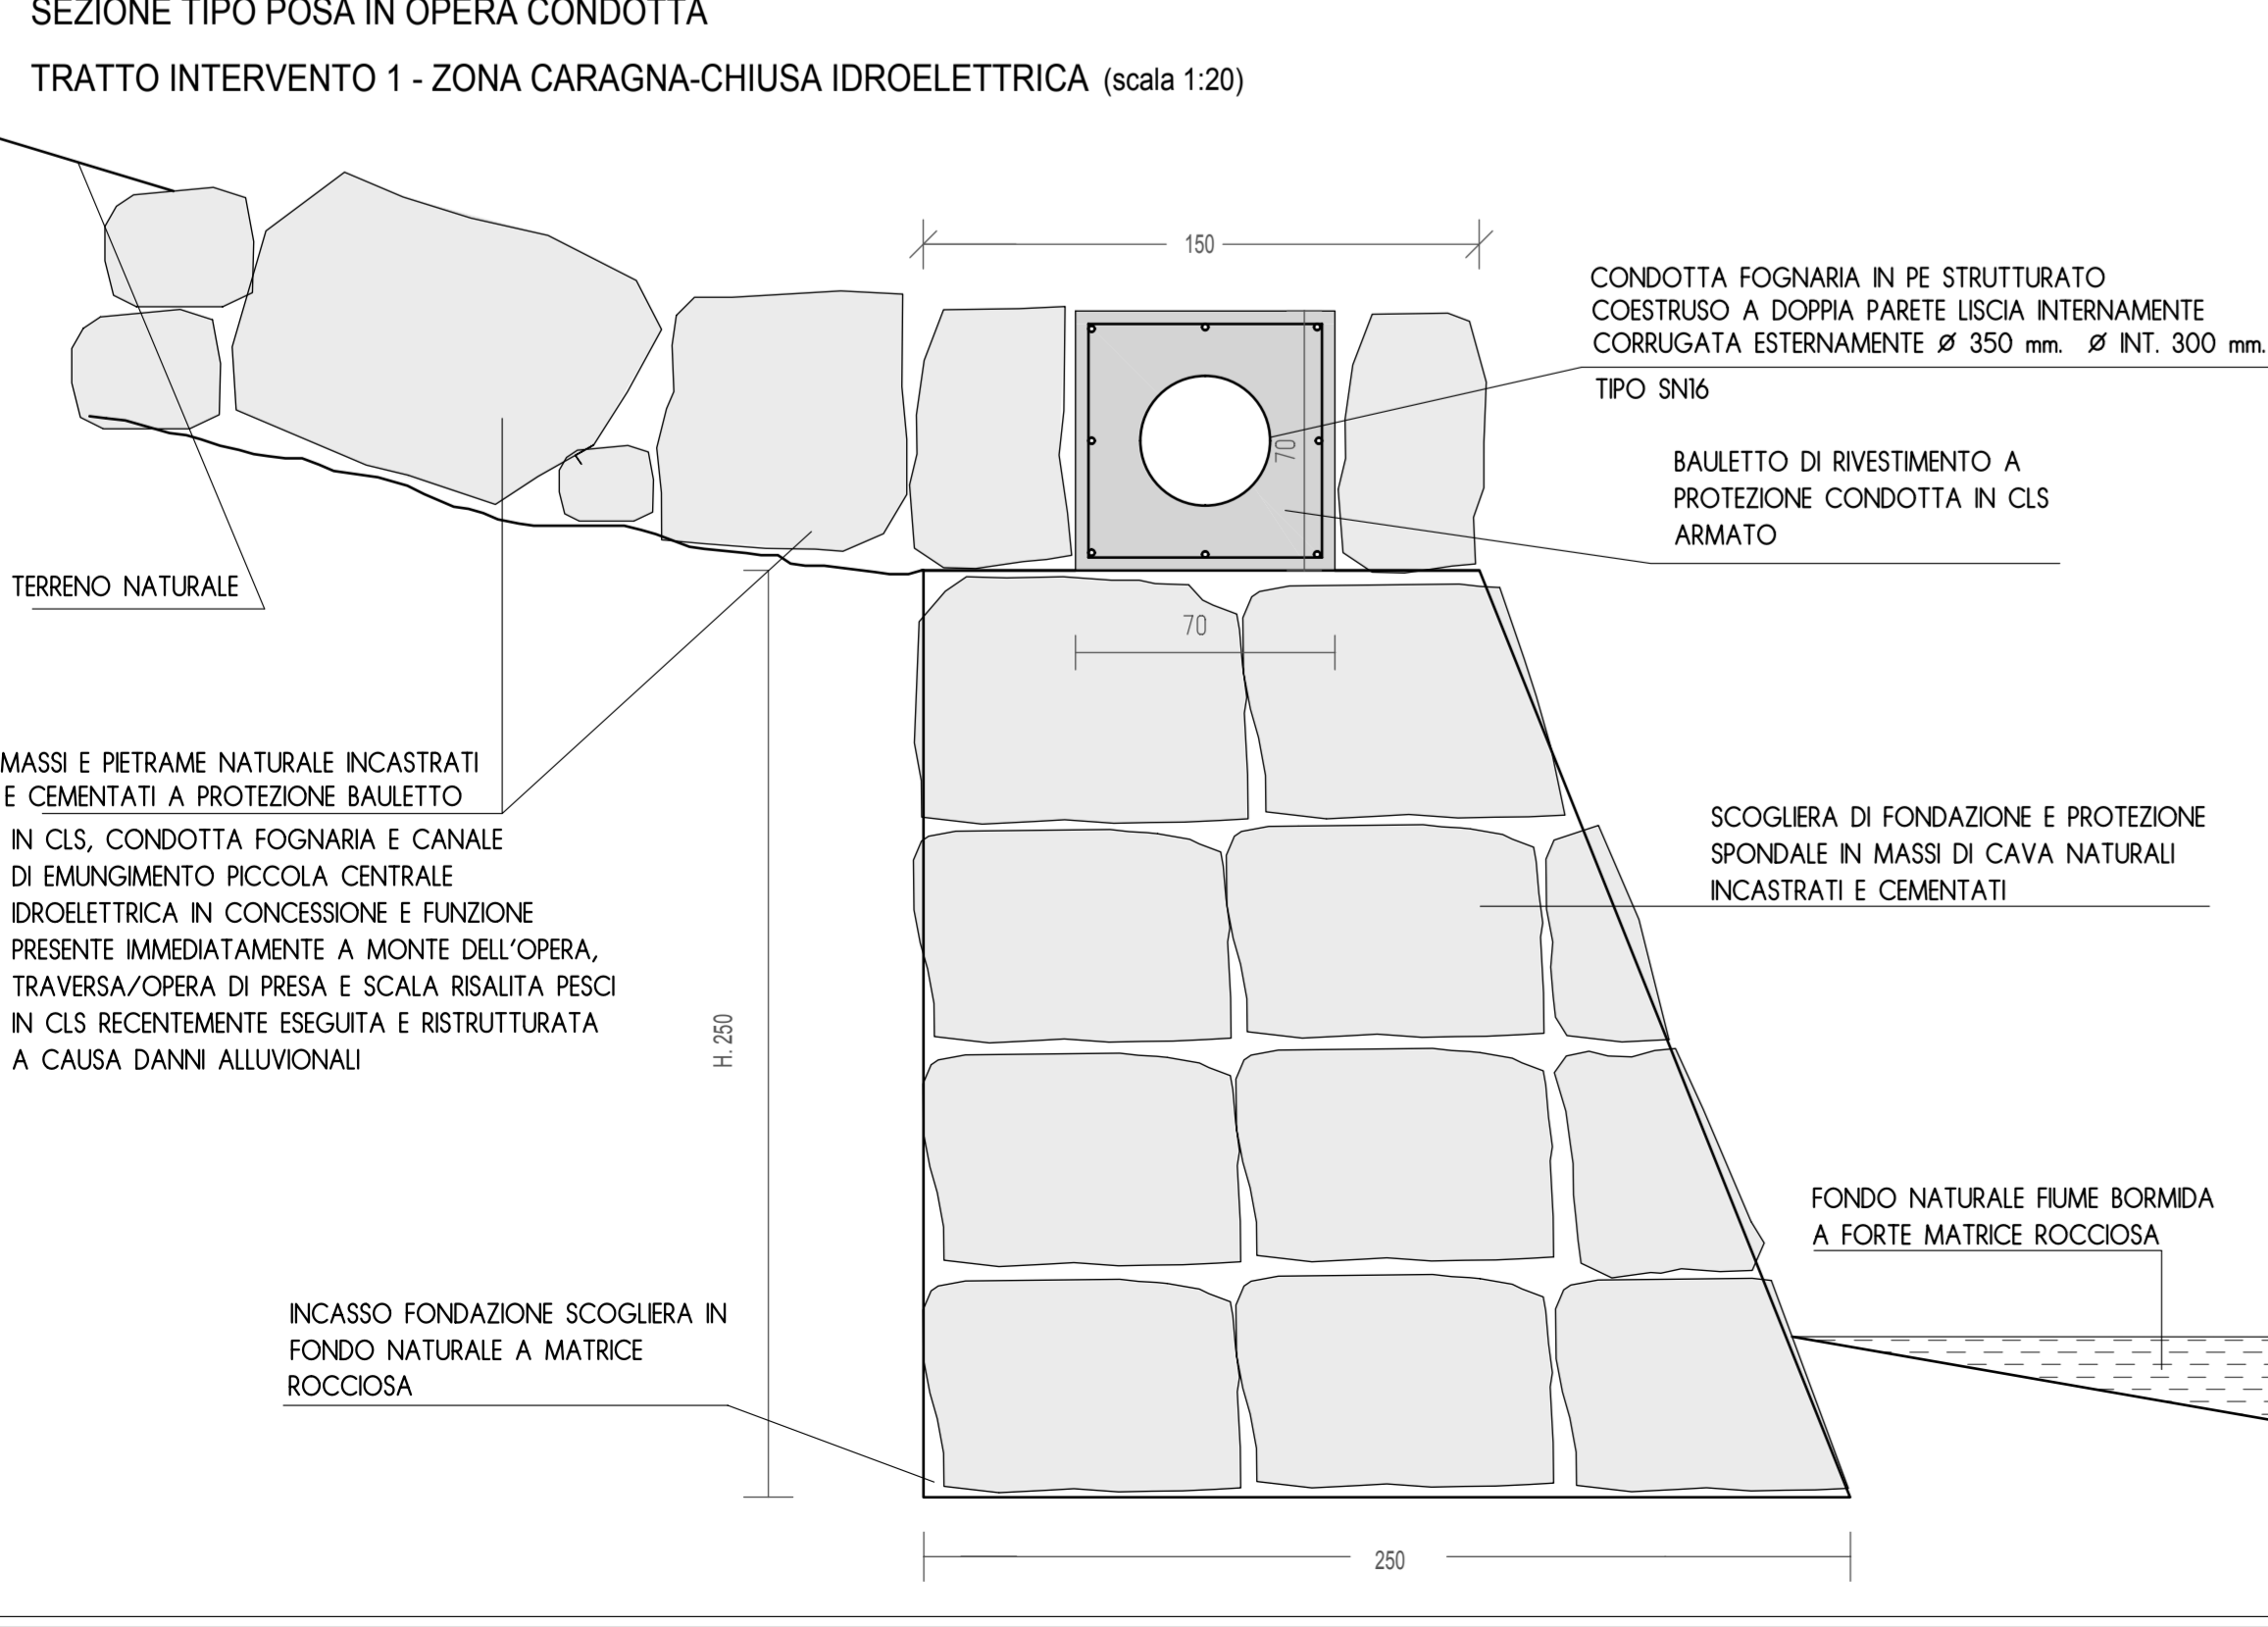 SEZIONE TIPO POSA IN OPERA CONDOTTA
TRATTO INTERVENTO 1 - ZONA CARAGNA-CHIUSA IDROELETTRICA (scala 1:20)
150
CONDOTTA FOGNARIA IN PE STRUTTURATO
COESTRUSO A DOPPIA PARETE LISCIA INTERNAMENTE
CORRUGATA ESTERNAMENTE Ø 350 mm. Ø INT. 300 mm.
TIPO SN16
70
BAULETTO DI RIVESTIMENTO A
PROTEZIONE CONDOTTA IN CLS
ARMATO
TERRENO NATURALE
70
MASSI E PIETRAME NATURALE INCASTRATI
E CEMENTATI A PROTEZIONE BAULETTO
IN CLS, CONDOTTA FOGNARIA E CANALE
DI EMUNGIMENTO PICCOLA CENTRALE
IDROELETTRICA IN CONCESSIONE E FUNZIONE
PRESENTE IMMEDIATAMENTE A MONTE DELL'OPERA,
TRAVERSA/OPERA DI PRESA E SCALA RISALITA PESCI
IN CLS RECENTEMENTE ESEGUITA E RISTRUTTURATA
A CAUSA DANNI ALLUVIONALI
SCOGLIERA DI FONDAZIONE E PROTEZIONE
SPONDALE IN MASSI DI CAVA NATURALI
INCASTRATI E CEMENTATI
H. 250
FONDO NATURALE FIUME BORMIDA
A FORTE MATRICE ROCCIOSA
INCASSO FONDAZIONE SCOGLIERA IN
FONDO NATURALE A MATRICE
ROCCIOSA
250